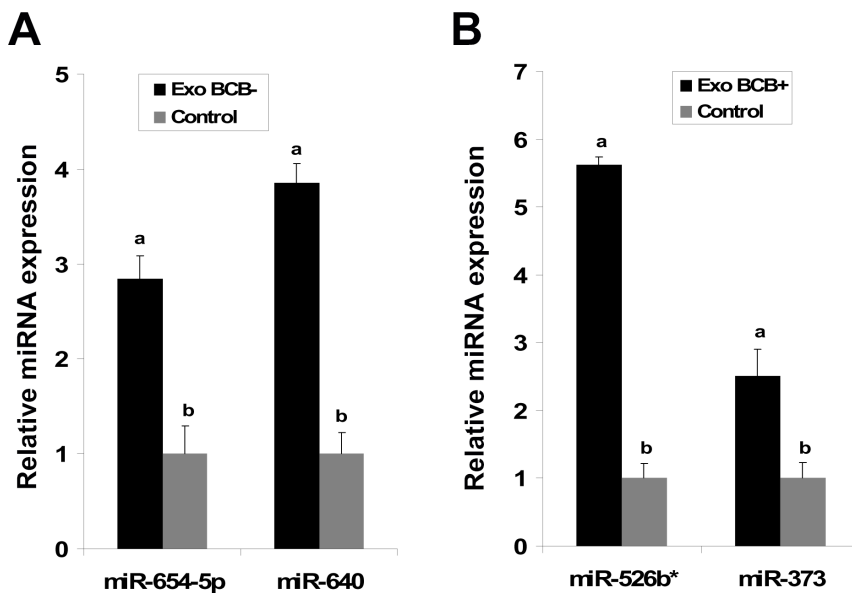 A
Relative miRNA expression
5
4
3
2
1
0
Exo BCB-
Control
a
b
a
b
miR-654-5p
miR-640
B
Relative miRNA expression
7
6
5
4
3
2
1
0
Exo BCB+
Control
a
b
a
b
miR-526b*
miR-373